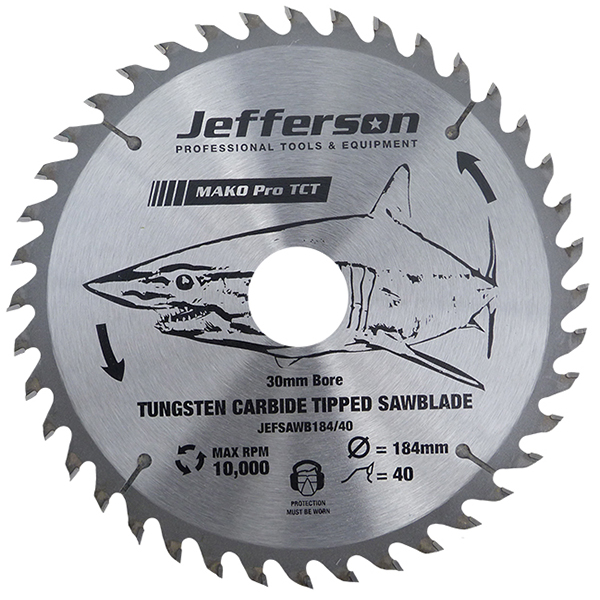 Jefferson
PROFESSIONAL TOOLS & EQUIPMENT
MAKO Pro TCT
30mm Bore
TUNGSTEN CARBIDE TIPPED SAWBLADE
JEFSAWB184/40
MAX RPM
10,000
Ø = 184mm
= 40
PROTECTION
MUST BE WORN